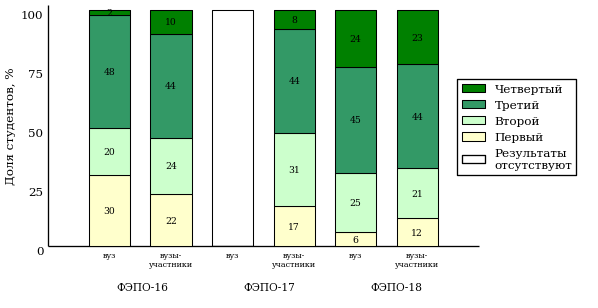 Доля студентов, %
100
75
50
25
0
2
48
20
30
10
44
24
22
8
44
31
17
24
45
25
6
23
44
21
12
вуз
вузы-
участники
вуз
вузы-
участники
вуз
вузы-
участники
ФЭПО-16
ФЭПО-17
ФЭПО-18
Четвертый
Третий
Второй
Первый
Результаты
отсутствуют